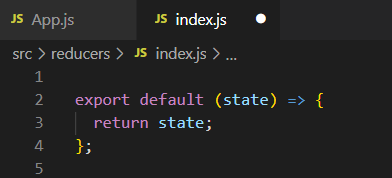 JS App.js JS index.js
src > reducers > JS index.js > ...
1
2 export default (state) => {
3 return state;
4 };
5